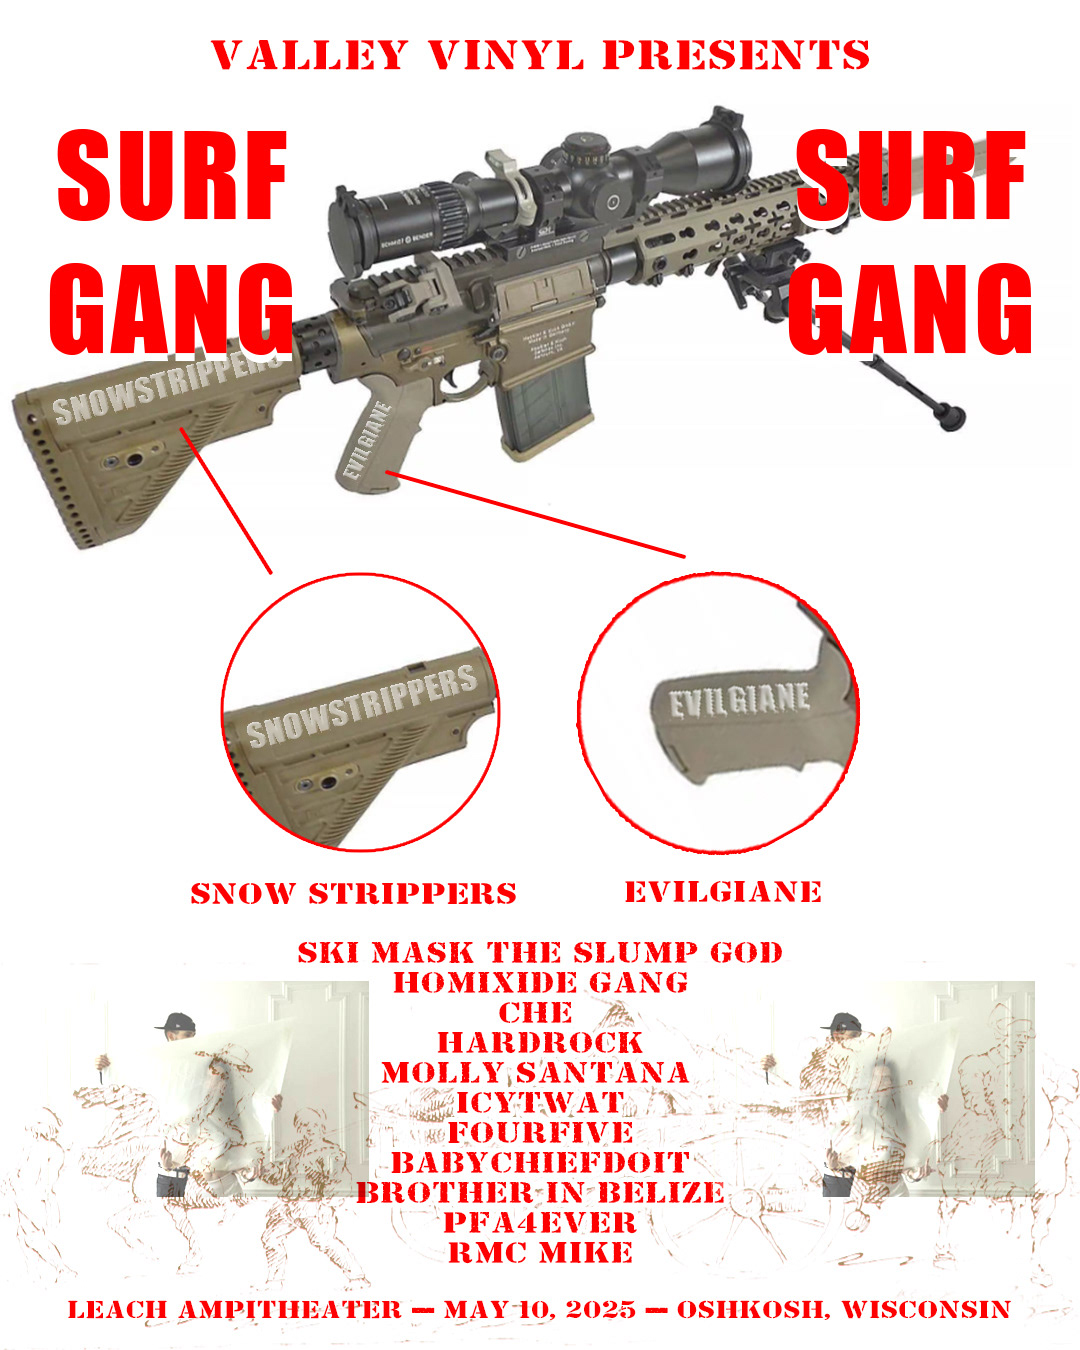 VALLEY VINYL PRESENTS
SURF
GANG
SURF
GANG
SCHMIDT BENDER
SNOWSTRIPPERS
EVILGIANE
SNOWSTRIPPERS
EVILGIANE
SNOW STRIPPERS
EVILGIANE
SKI MASK THE SLUMP GOD
HOMIXIDE GANG
CHE
HARDROCK
MOLLY SANTANA
ICYTWAT
FOURFIVE
BABYCHIEFDOIT
BROTHER IN BELIZE
PFA4EVER
RMC MIKE
LEACH AMPITHEATER — MAY 10, 2025 — OSHKOSH, WISCONSIN